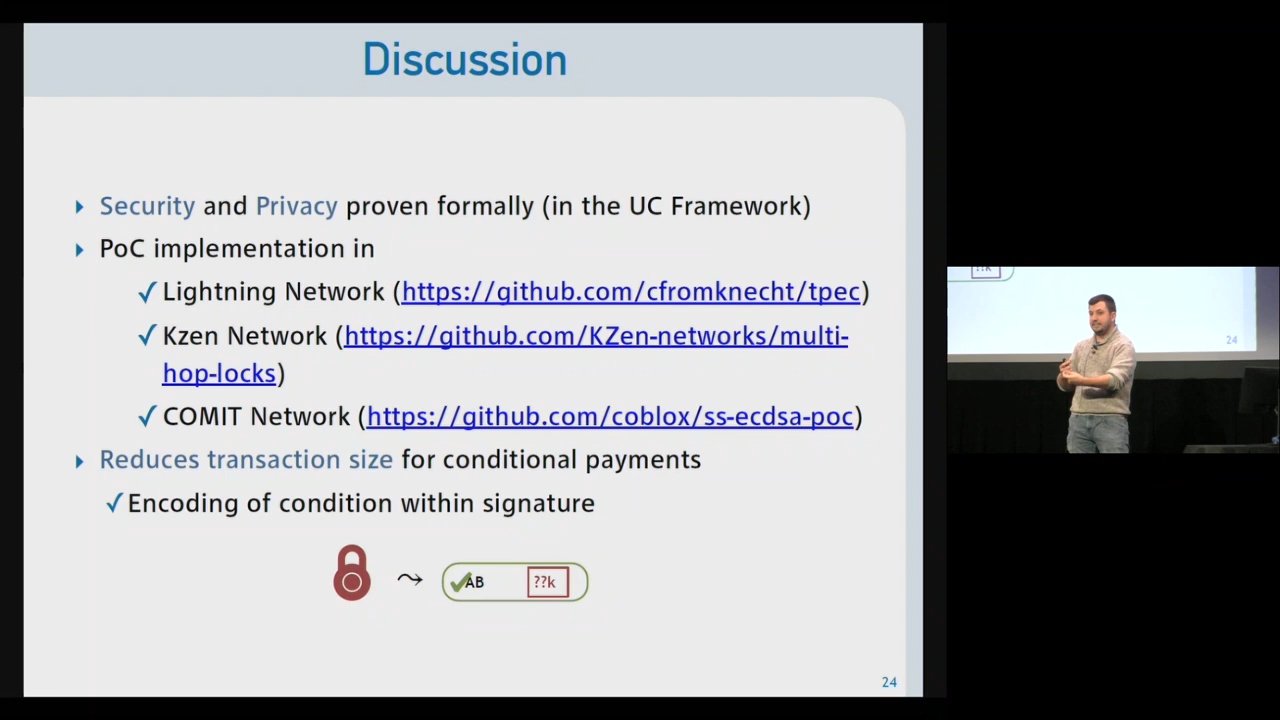 Discussion
Security and Privacy proven formally (in the UC Framework)
PoC implementation in
Lightning Network (https://github.com/cfromknecht/tpec)
Kzen Network (https://github.com/KZen-networks/multi-
hop-locks)
COMIT Network (https://github.com/coblox/ss-ecdsa-poc)
Reduces transaction size for conditional payments
Encoding of condition within signature
AB ??k
24
??k
24